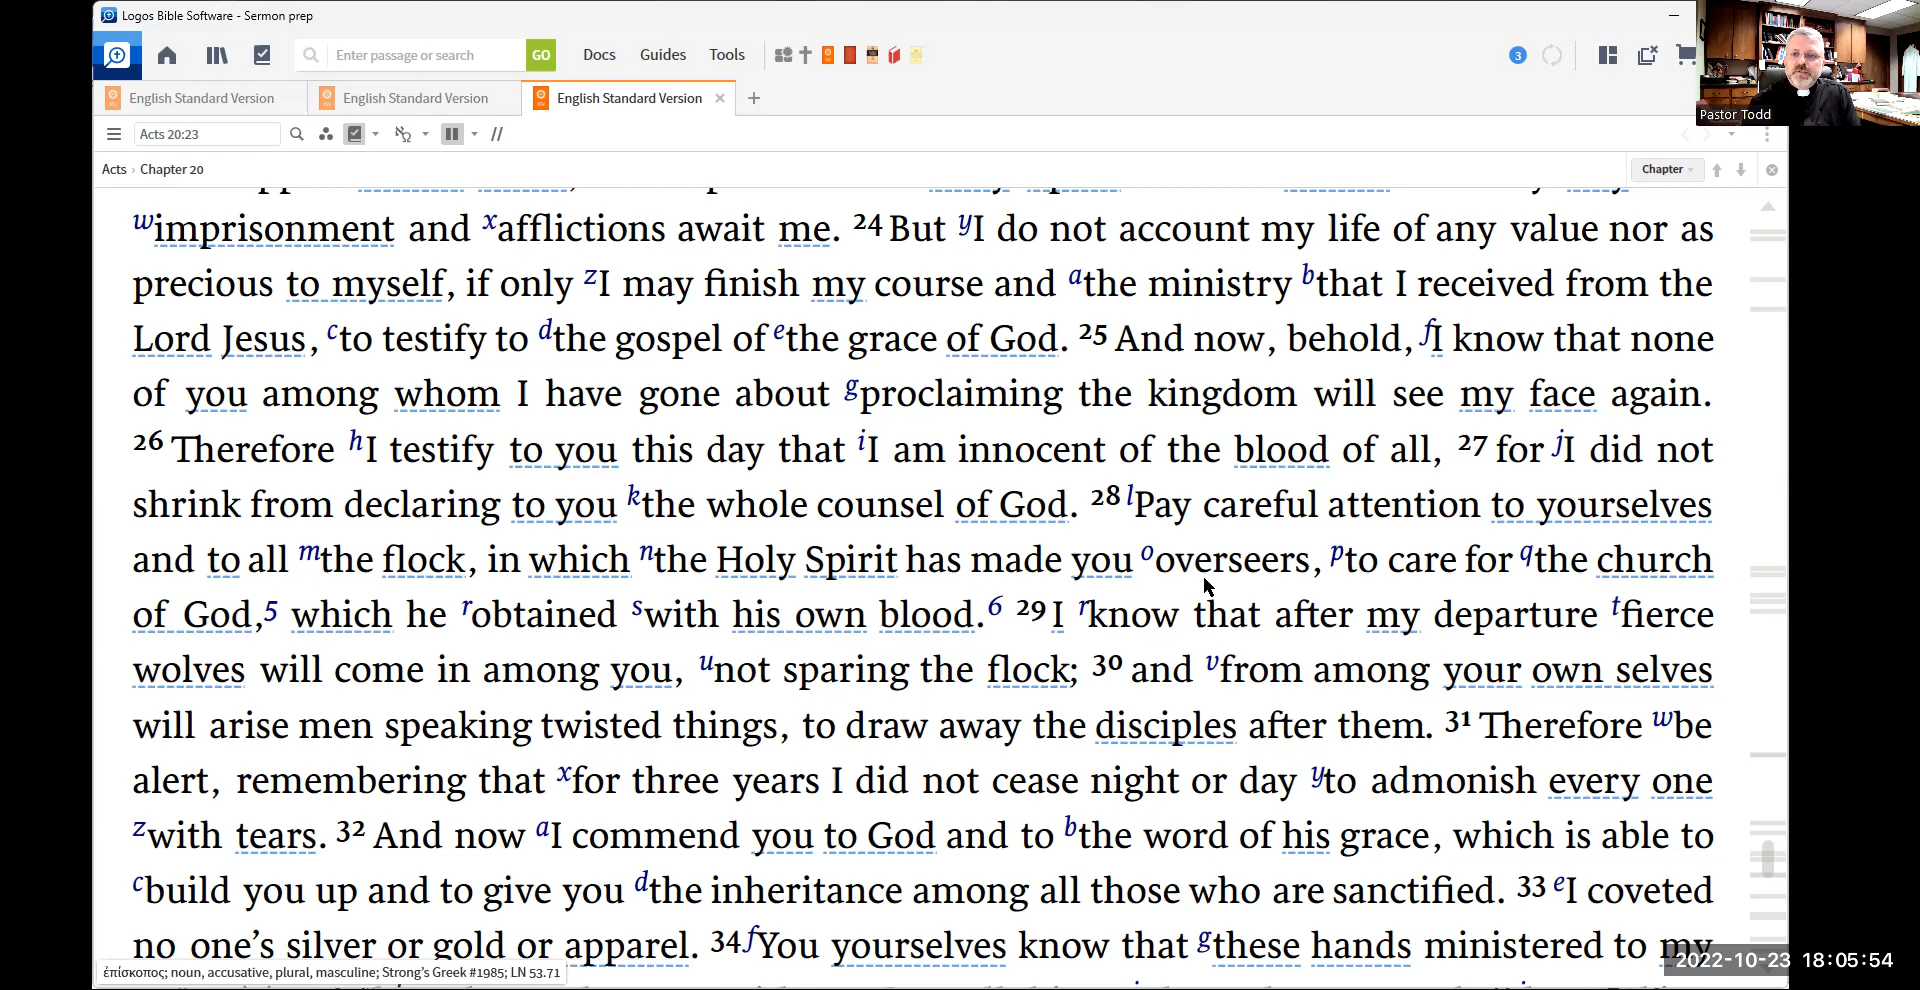 Logos Bible Software - Sermon prep
Enter passage or search GO Docs Guides Tools 3
English Standard Version English Standard Version English Standard Version
Pastor Todd
Acts 20:23
Acts › Chapter 20 Chapter
wimprisonment and xafflictions await me. 24 But yI do not account my life of any value nor as
precious to myself, if only zI may finish my course and athe ministry bthat I received from the
Lord Jesus, cto testify to dthe gospel of ethe grace of God. 25 And now, behold, fI know that none
of you among whom I have gone about gproclaiming the kingdom will see my face again.
26 Therefore hI testify to you this day that iI am innocent of the blood of all, 27 for jI did not
shrink from declaring to you kthe whole counsel of God. 28 lPay careful attention to yourselves
and to all mthe flock, in which nthe Holy Spirit has made you ooverseers, pto care for qthe church
of God,5 which he robtained swith his own blood.6 29 I rknow that after my departure tfierce
wolves will come in among you, unot sparing the flock; 30 and vfrom among your own selves
will arise men speaking twisted things, to draw away the disciples after them. 31 Therefore wbe
alert, remembering that xfor three years I did not cease night or day yto admonish every one
zwith tears. 32 And now aI commend you to God and to bthe word of his grace, which is able to
cbuild you up and to give you dthe inheritance among all those who are sanctified. 33 eI coveted
no one’s silver or gold or apparel. 34 fYou yourselves know that gthese hands ministered to my
ἐπίσκοπος; noun, accusative, plural, masculine; Strong’s Greek #1985; LN 53.71
2022-10-23 18:05:54